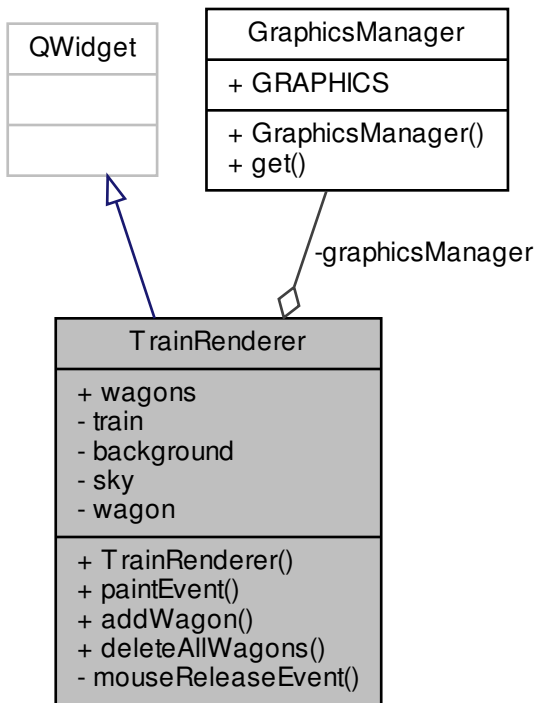 QWidget
GraphicsManager
+ GRAPHICS
+ GraphicsManager()
+ get()
-graphicsManager
TrainRenderer
+ wagons
- train
- background
- sky
- wagon
+ TrainRenderer()
+ paintEvent()
+ addWagon()
+ deleteAllWagons()
- mouseReleaseEvent()